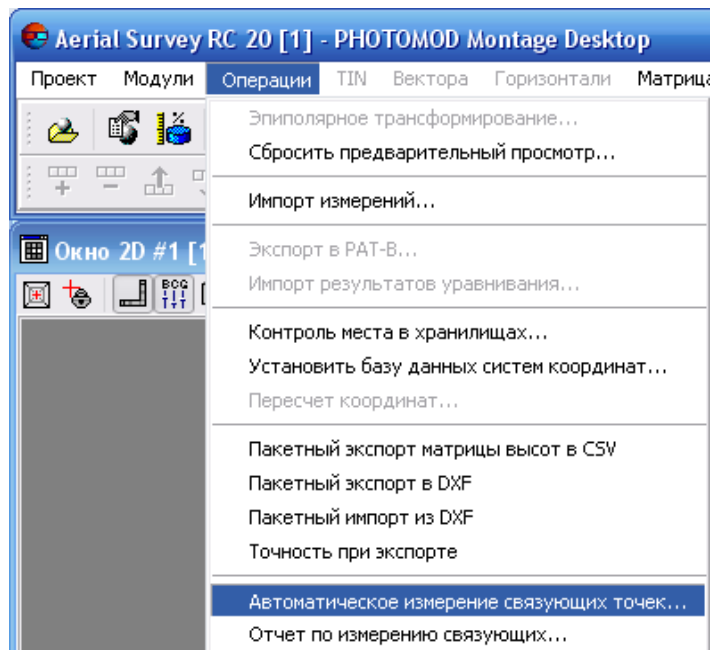 Aerial Survey RC 20 [1] - PHOTOMOD Montage Desktop
Проект Модули Операции TIN Вектора Горизонтали Матрица
Эпиполярное трансформирование...
Сбросить предварительный просмотр...
Импорт измерений...
Окно 2D #1 [1
Экспорт в PAT-B...
BCG
Импорт результатов уравнивания...
Контроль места в хранилищах...
Установить базу данных систем координат...
Пересчет координат...
Пакетный экспорт матрицы высот в CSV
Пакетный экспорт в DXF
Пакетный импорт из DXF
Точность при экспорте
Автоматическое измерение связующих точек...
Отчет по измерению связующих...